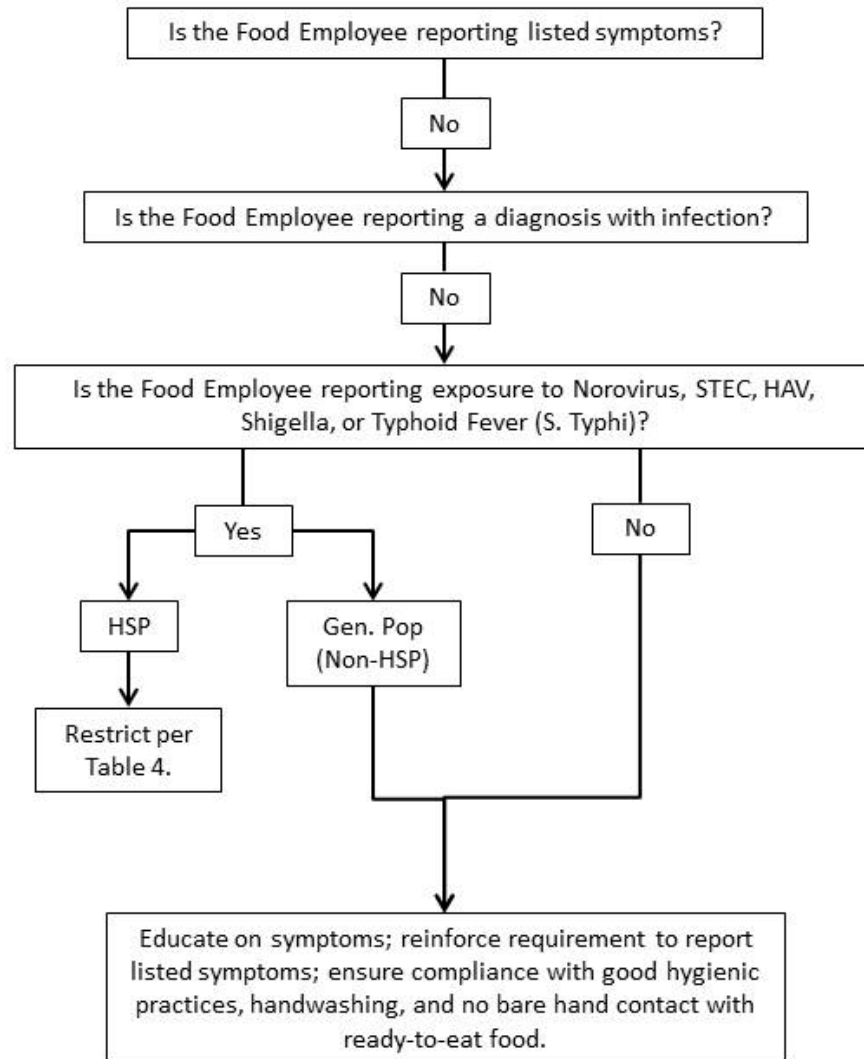 Is the Food Employee reporting listed symptoms?
No
Is the Food Employee reporting a diagnosis with infection?
No
Is the Food Employee reporting exposure to Norovirus, STEC, HAV,
Shigella, or Typhoid Fever (S. Typhi)?
Yes
No
HSP
Gen. Pop
(Non-HSP)
Restrict per
Table 4.
Educate on symptoms; reinforce requirement to report
listed symptoms; ensure compliance with good hygienic
practices, handwashing, and no bare hand contact with
ready-to-eat food.